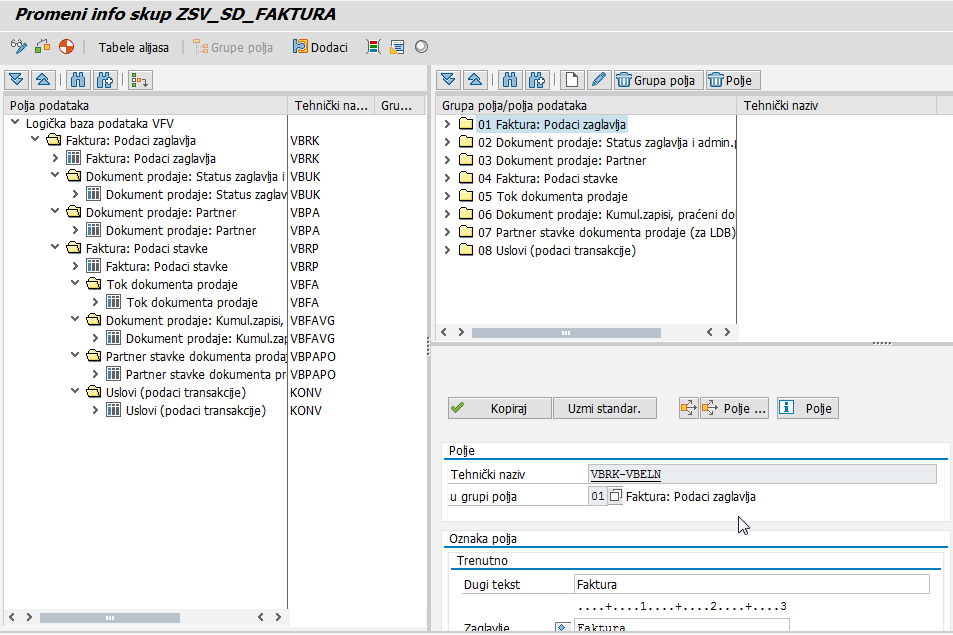 Promeni info skup ZSV_SD_FAKTURA
Tabele alijasa
Grupe polja
Dodaci
Grupa polja
Polje
Polja podataka
Tehnički na...
Gru...
Logička baza podataka VFV
Faktura: Podaci zaglavlja VBRK
Faktura: Podaci zaglavlja VBRK
Dokument prodaje: Status zaglavlja i VBUK
Dokument prodaje: Status zaglav VBUK
Dokument prodaje: Partner VBPA
Dokument prodaje: Partner VBPA
Faktura: Podaci stavke VBRP
Faktura: Podaci stavke VBRP
Tok dokumenta prodaje VBFA
Tok dokumenta prodaje VBFA
Dokument prodaje: Kumul.zapisi, VBFAVG
Dokument prodaje: Kumul.zap VBFAVG
Partner stavke dokumenta prodaj VBPAPO
Partner stavke dokumenta pr VBPAPO
Uslovi (podaci transakcije) KONV
Uslovi (podaci transakcije) KONV
Grupa polja/polja podataka
Tehnički naziv
01 Faktura: Podaci zaglavlja
02 Dokument prodaje: Status zaglavlja i admin.p
03 Dokument prodaje: Partner
04 Faktura: Podaci stavke
05 Tok dokumenta prodaje
06 Dokument prodaje: Kumul.zapisi, praćeni do
07 Partner stavke dokumenta prodaje (za LDB)
08 Uslovi (podaci transakcije)
Kopiraj
Uzmi standar.
Polje ...
Polje
Polje
Tehnički naziv VBRK-VBELN
u grupi polja 01 Faktura: Podaci zaglavlja
Oznaka polja
Trenutno
Dugi tekst Faktura
....+....1....+....2....+....3
Zaglavlje Faktura